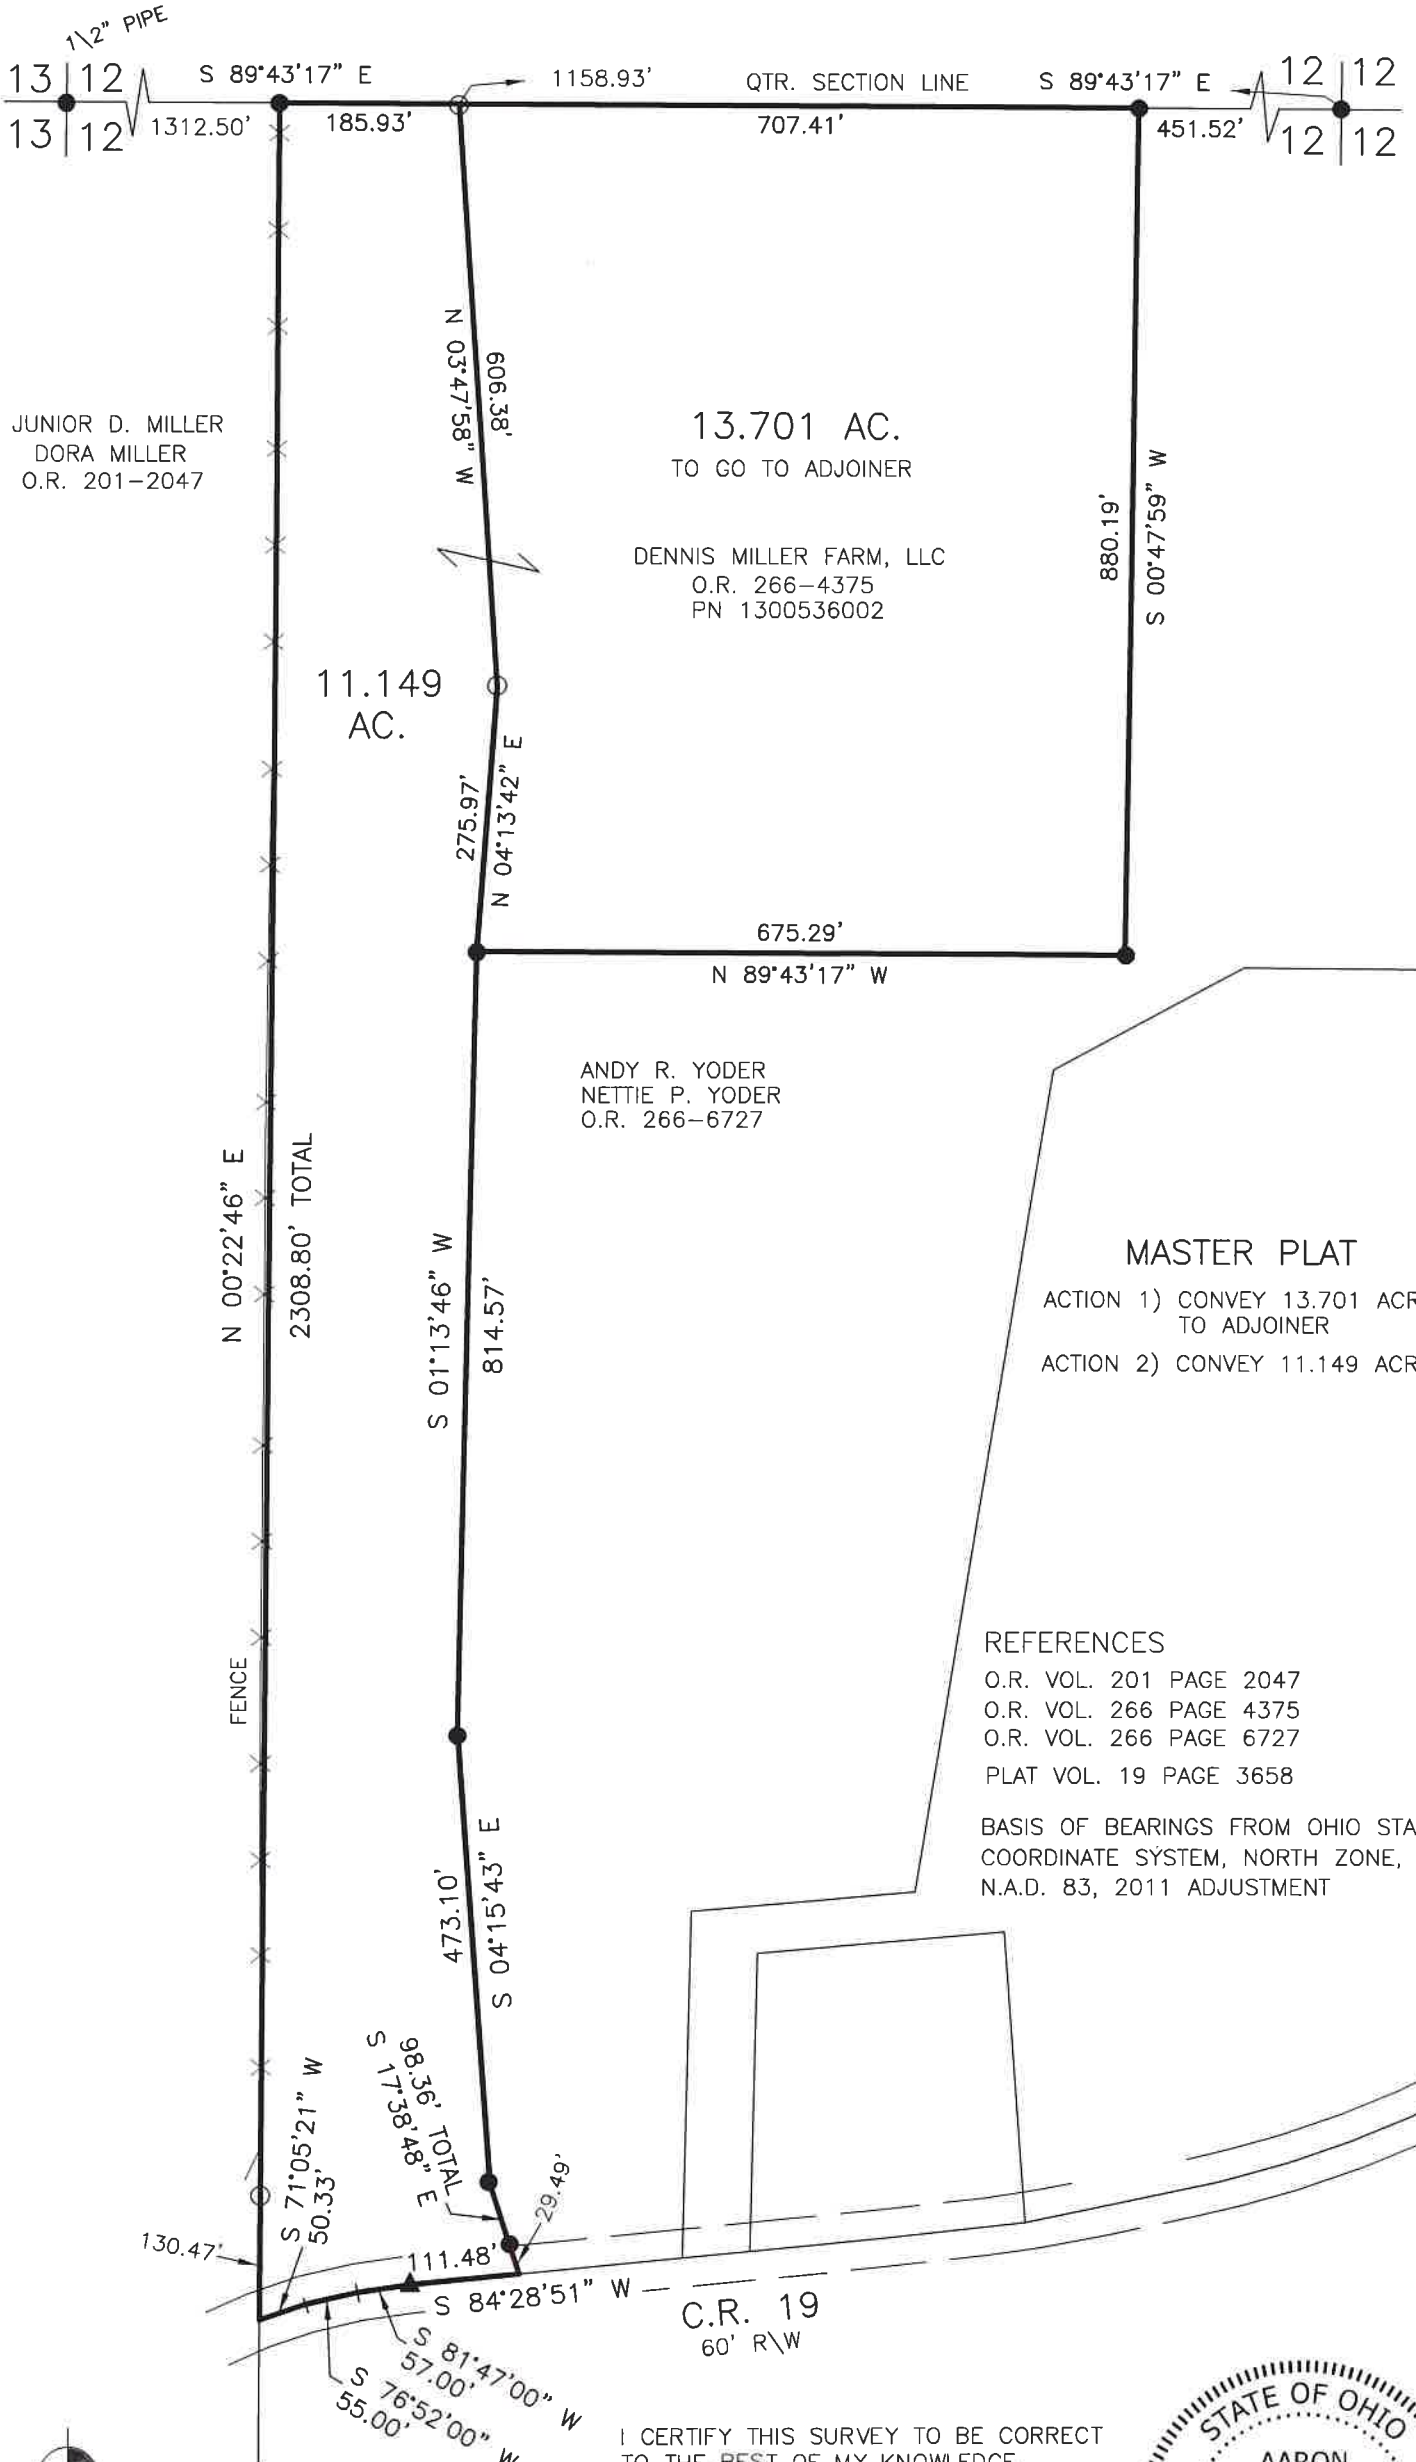 1\2" PIPE
13 12
13 12
S 89°43'17" E
1312.50'
185.93'
1158.93'
QTR. SECTION LINE
707.41'
S 89°43'17" E
451.52'
12 12
12 12
N 03°47'58" W
606.38'
JUNIOR D. MILLER
DORA MILLER
O.R. 201-2047
13.701 AC.
TO GO TO ADJOINER
DENNIS MILLER FARM, LLC
O.R. 266-4375
PN 1300536002
880.19'
S 00°47'59" W
11.149
AC.
275.97'
N 04°13'42" E
675.29'
N 89°43'17" W
ANDY R. YODER
NETTIE P. YODER
O.R. 266-6727
N 00°22'46" E
2308.80' TOTAL
S 01°13'46" W
814.57'
MASTER PLAT
ACTION 1) CONVEY 13.701 ACR
TO ADJOINER
ACTION 2) CONVEY 11.149 ACR
FENCE
REFERENCES
O.R. VOL. 201 PAGE 2047
O.R. VOL. 266 PAGE 4375
O.R. VOL. 266 PAGE 6727
PLAT VOL. 19 PAGE 3658
BASIS OF BEARINGS FROM OHIO STA
COORDINATE SYSTEM, NORTH ZONE,
N.A.D. 83, 2011 ADJUSTMENT
473.10'
S 04°15'43" E
98.36' TOTAL
S 17°38'48" E
29.49'
S 71°05'21" W
50.33'
130.47'
111.48'
S 84°28'51" W
C.R. 19
60' R\W
S 81°47'00" W
57.00'
S 76°52'00" W
55.00'
I CERTIFY THIS SURVEY TO BE CORRECT
TO THE BEST OF MY KNOWLEDGE
STATE OF OHIO
AARON